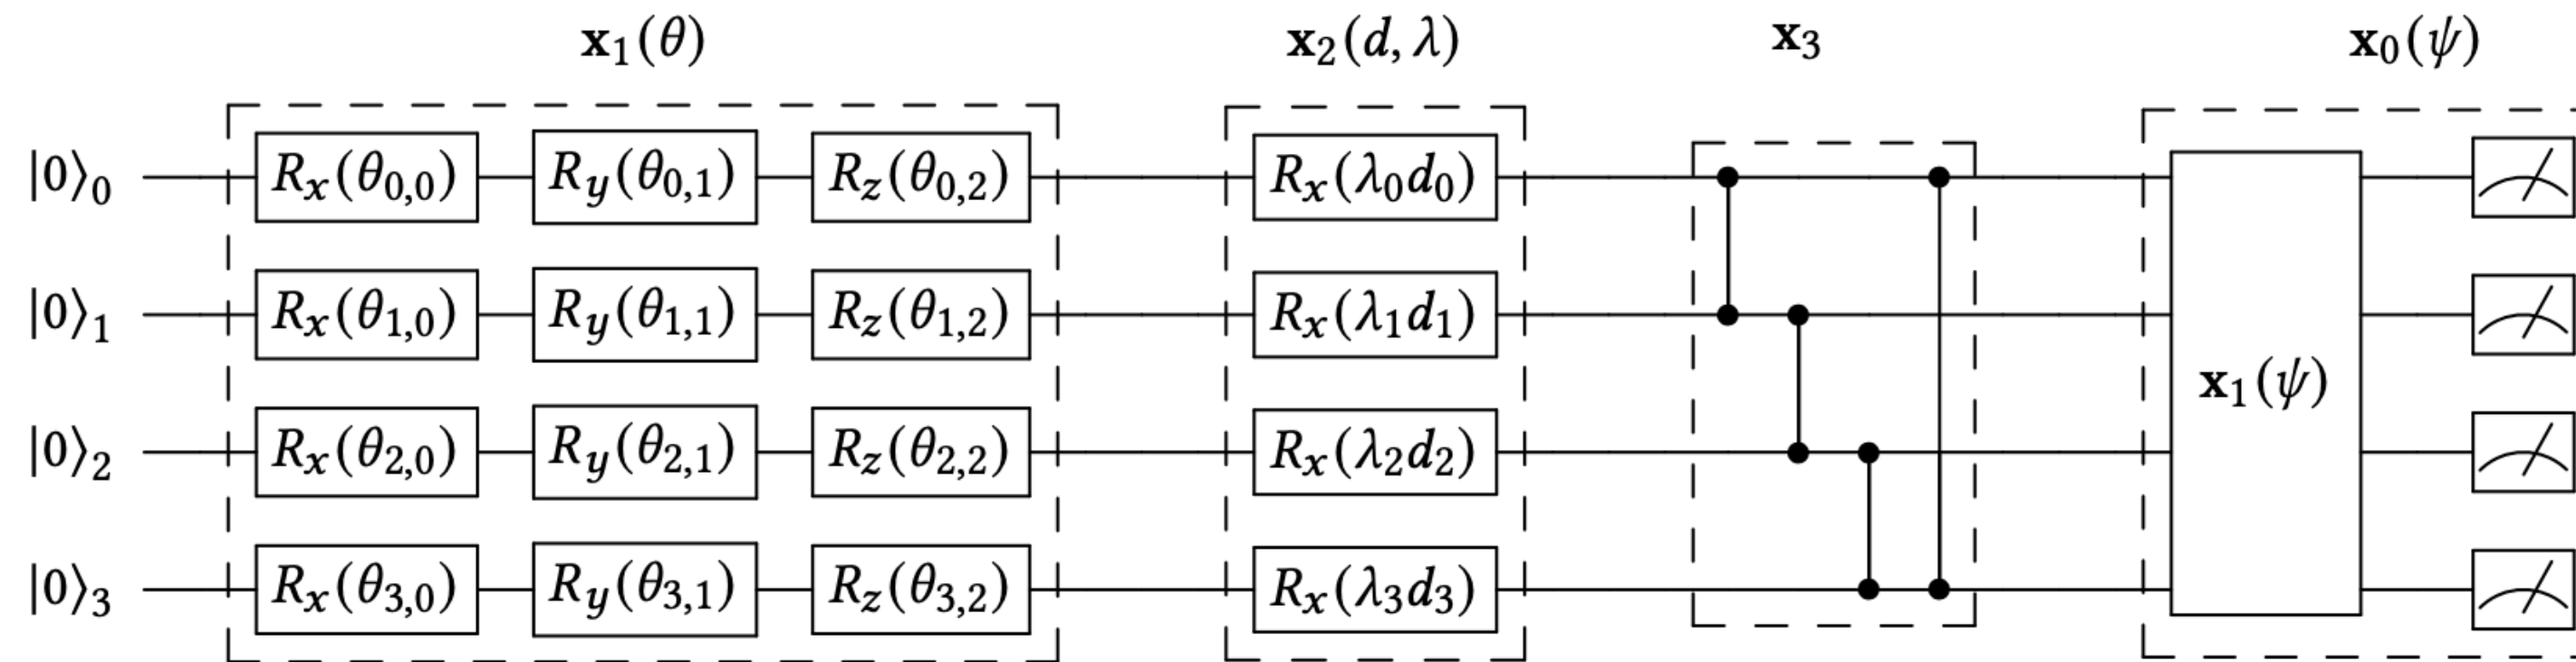 𝐱₁(θ) 𝐱₂(d, λ) 𝐱₃ 𝐱₀(ψ)
|0⟩₀ Rₓ(θ₀,₀) R_y(θ₀,₁) R_z(θ₀,₂) Rₓ(λ₀d₀)
|0⟩₁ Rₓ(θ₁,₀) R_y(θ₁,₁) R_z(θ₁,₂) Rₓ(λ₁d₁)
𝐱₁(ψ)
|0⟩₂ Rₓ(θ₂,₀) R_y(θ₂,₁) R_z(θ₂,₂) Rₓ(λ₂d₂)
|0⟩₃ Rₓ(θ₃,₀) R_y(θ₃,₁) R_z(θ₃,₂) Rₓ(λ₃d₃)